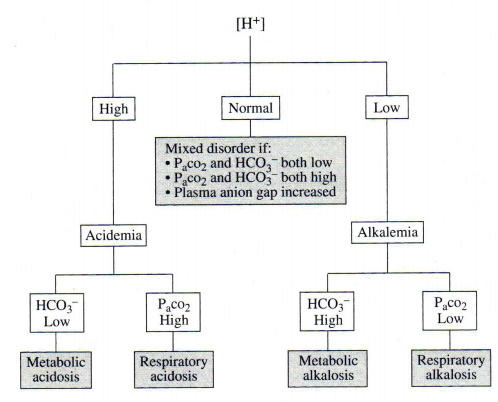 [H⁺]
High
Normal
Low
Mixed disorder if:
• Pₐco₂ and HCO₃⁻ both low
• Pₐco₂ and HCO₃⁻ both high
• Plasma anion gap increased
Acidemia
Alkalemia
HCO₃⁻
Low
Pₐco₂
High
HCO₃⁻
High
Pₐco₂
Low
Metabolic
acidosis
Respiratory
acidosis
Metabolic
alkalosis
Respiratory
alkalosis